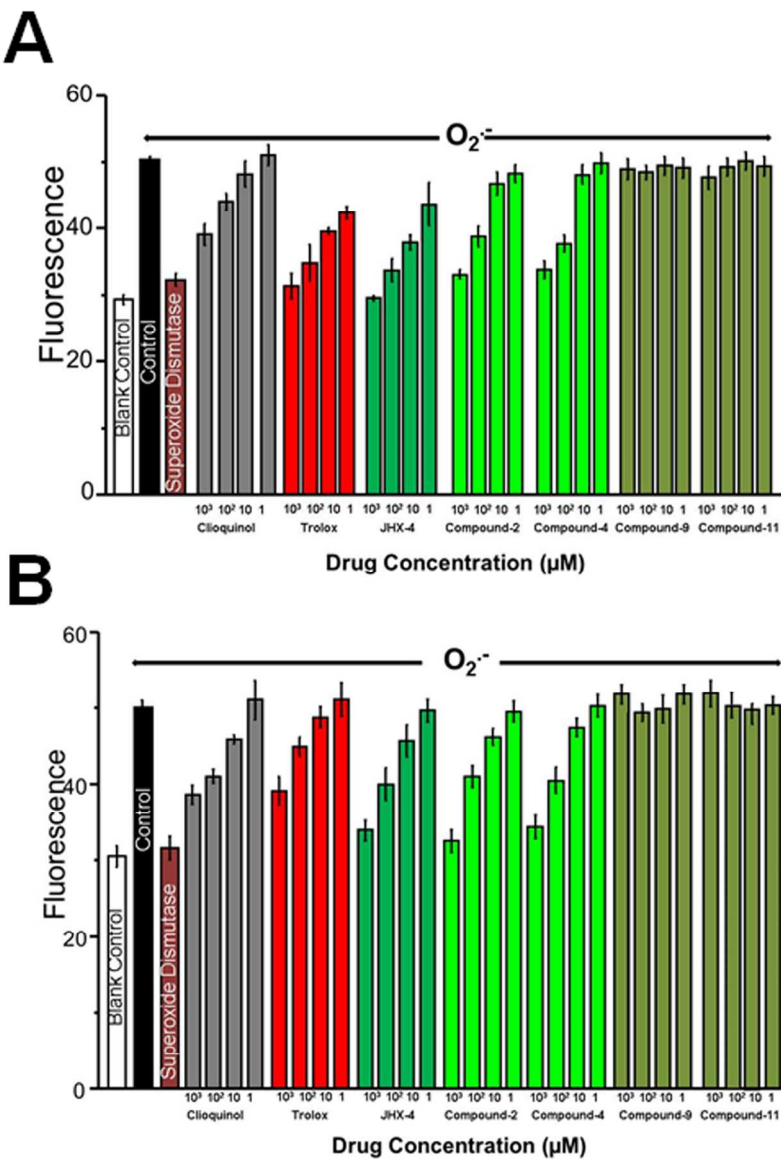 A
60
O₂·-
40
20
0
Fluorescence
Blank Control
Control
Superoxide Dismutase
10³ 10² 10 1 10³ 10² 10 1 10³ 10² 10 1 10³ 10² 10 1 10³ 10² 10 1 10³ 10² 10 1 10³ 10² 10 1
Clioquinol Trolox JHX-4 Compound-2 Compound-4 Compound-9 Compound-11
Drug Concentration (µM)
B
60
O₂·-
40
20
0
Fluorescence
Blank Control
Control
Superoxide Dismutase
10³ 10² 10 1 10³ 10² 10 1 10³ 10² 10 1 10³ 10² 10 1 10³ 10² 10 1 10³ 10² 10 1 10³ 10² 10 1
Clioquinol Trolox JHX-4 Compound-2 Compound-4 Compound-9 Compound-11
Drug Concentration (µM)